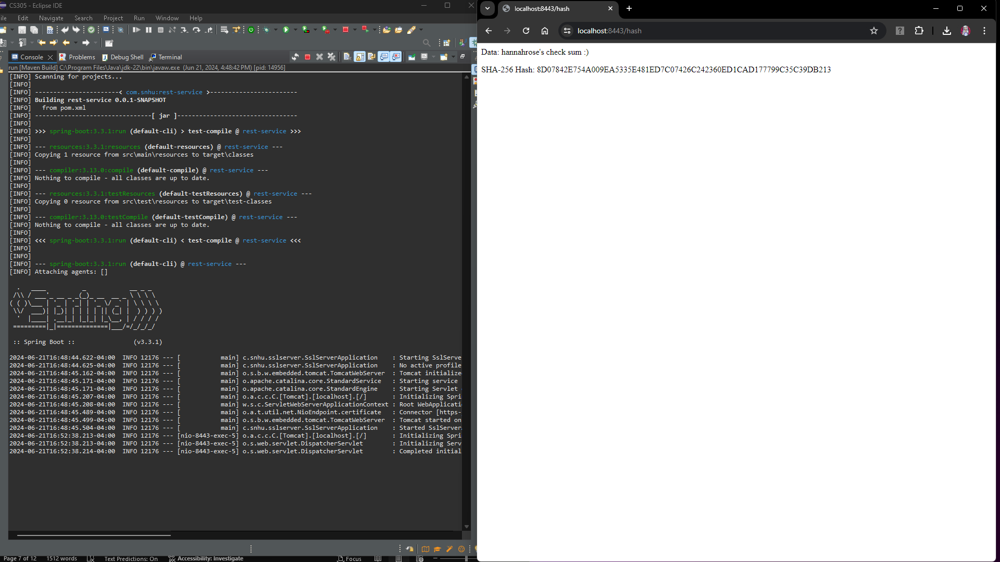 CS305 - Eclipse IDE
ile Edit Navigate Search Project Run Window Help
Console Problems Debug Shell Terminal
run [Maven Build] C:\Program Files\Java\jdk-22\bin\javaw.exe (Jun 21, 2024, 4:48:42 PM) [pid: 14956]
[INFO] Scanning for projects...
[INFO]
[INFO] -----------------------< com.snhu:rest-service >------------------------
[INFO] Building rest-service 0.0.1-SNAPSHOT
[INFO]   from pom.xml
[INFO] --------------------------------[ jar ]---------------------------------
[INFO]
[INFO] >>> spring-boot:3.3.1:run (default-cli) > test-compile @ rest-service >>>
[INFO]
[INFO] --- resources:3.3.1:resources (default-resources) @ rest-service ---
[INFO] Copying 1 resource from src\main\resources to target\classes
[INFO]
[INFO] --- compiler:3.13.0:compile (default-compile) @ rest-service ---
[INFO] Nothing to compile - all classes are up to date.
[INFO]
[INFO] --- resources:3.3.1:testResources (default-testResources) @ rest-service ---
[INFO] Copying 0 resource from src\test\resources to target\test-classes
[INFO]
[INFO] --- compiler:3.13.0:testCompile (default-testCompile) @ rest-service ---
[INFO] Nothing to compile - all classes are up to date.
[INFO]
[INFO] <<< spring-boot:3.3.1:run (default-cli) < test-compile @ rest-service <<<
[INFO]
[INFO]
[INFO] --- spring-boot:3.3.1:run (default-cli) @ rest-service ---
[INFO] Attaching agents: []
Spring
:: Spring Boot :: (v3.3.1)
2024-06-21T16:48:44.622-04:00 INFO 12176 --- [ main] c.snhu.sslserver.SslServerApplication : Starting SslServe
2024-06-21T16:48:44.625-04:00 INFO 12176 --- [ main] c.snhu.sslserver.SslServerApplication : No active profile
2024-06-21T16:48:45.162-04:00 INFO 12176 --- [ main] o.s.b.w.embedded.tomcat.TomcatWebServer : Tomcat initialize
2024-06-21T16:48:45.171-04:00 INFO 12176 --- [ main] o.apache.catalina.core.StandardService : Starting service
2024-06-21T16:48:45.171-04:00 INFO 12176 --- [ main] o.apache.catalina.core.StandardEngine : Starting Servlet
2024-06-21T16:48:45.207-04:00 INFO 12176 --- [ main] o.a.c.c.C.[Tomcat].[localhost].[/] : Initializing Spri
2024-06-21T16:48:45.208-04:00 INFO 12176 --- [ main] w.s.c.ServletWebServerApplicationContext : Root WebApplicati
2024-06-21T16:48:45.489-04:00 INFO 12176 --- [ main] o.a.t.util.net.NioEndpoint.certificate : Connector [https-
2024-06-21T16:48:45.499-04:00 INFO 12176 --- [ main] o.s.b.w.embedded.tomcat.TomcatWebServer : Tomcat started on
2024-06-21T16:48:45.504-04:00 INFO 12176 --- [ main] c.snhu.sslserver.SslServerApplication : Started SslServer.
2024-06-21T16:52:38.213-04:00 INFO 12176 --- [nio-8443-exec-5] o.a.c.c.C.[Tomcat].[localhost].[/] : Initializing Spri
2024-06-21T16:52:38.213-04:00 INFO 12176 --- [nio-8443-exec-5] o.s.web.servlet.DispatcherServlet : Initializing Serv
2024-06-21T16:52:38.214-04:00 INFO 12176 --- [nio-8443-exec-5] o.s.web.servlet.DispatcherServlet : Completed initial
Page 7 of 12 1512 words Text Predictions: On Accessibility: Investigate Focus
localhost:8443/hash
localhost:8443/hash
Data: hannahrose's check sum :)
SHA-256 Hash: 8D07842E754A009EA5335E481ED7C07426C242360ED1CAD177799C35C39DB213